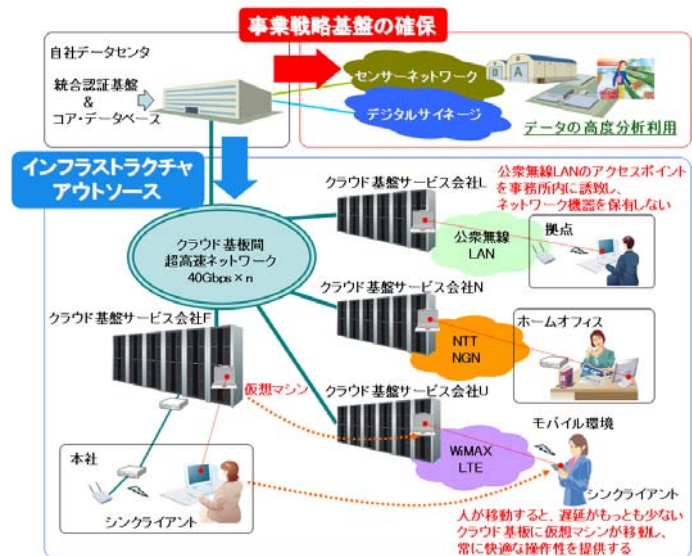 事業戦略基盤の確保
自社データセンタ
統合認証基盤
&
コア・データベース
センサーネットワーク
デジタルサイネージ
D
A
データの高度分析利用
インフラストラクチャ
アウトソース
クラウド基盤サービス会社L
公衆無線LANのアクセスポイント
を事務所内に誘致し、
ネットワーク機器を保有しない
公衆無線
LAN
拠点
クラウド基板間
超高速ネットワーク
40Gbps×n
クラウド基盤サービス会社N
NTT
NGN
ホームオフィス
クラウド基盤サービス会社F
仮想マシン
クラウド基盤サービス会社U
WiMAX
LTE
モバイル環境
シンクライアント
本社
シンクライアント
人が移動すると、遅延がもっとも少ない
クラウド基板に仮想マシンが移動し、
常に快適な操作性を提供する